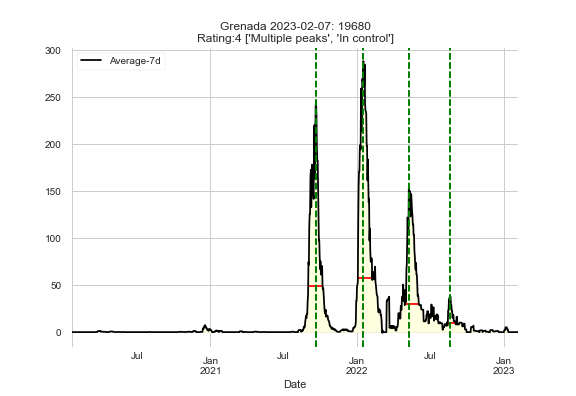 Grenada 2023-02-07: 19680
Rating:4 ['Multiple peaks', 'In control']
300
Average-7d
250
200
150
100
50
0
Jul
Jan
2021
Jul
Jan
2022
Jul
Jan
2023
Date